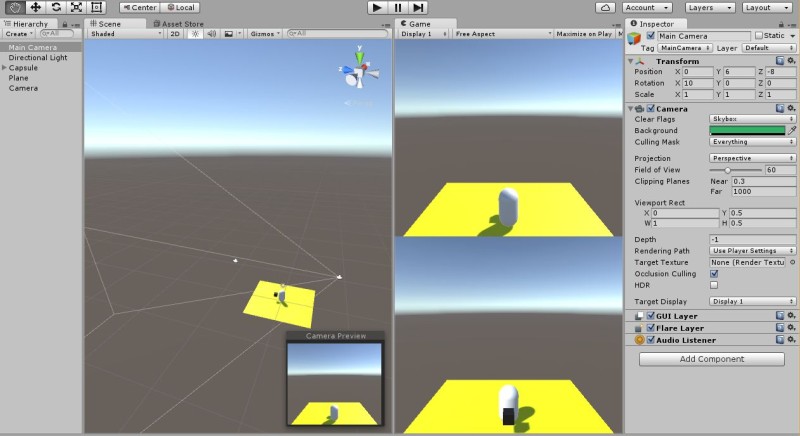 Center Local Account Layers Layout
Hierarchy
Create All
Main Camera
Directional Light
Capsule
Plane
Camera
Scene Asset Store
Shaded 2D Gizmos All
y
x
z
Camera Preview
Game
Display 1 Free Aspect Maximize on Play
Inspector
Main Camera Static
Tag MainCamera Layer Default
Transform
Position X 0 Y 6 Z -8
Rotation X 10 Y 0 Z 0
Scale X 1 Y 1 Z 1
Camera
Clear Flags Skybox
Background
Culling Mask Everything
Projection Perspective
Field of View 60
Clipping Planes Near 0.3
Far 1000
Viewport Rect
X 0 Y 0.5
W 1 H 0.5
Depth -1
Rendering Path Use Player Settings
Target Texture None (Render Textu
Occlusion Culling
HDR
Target Display Display 1
GUI Layer
Flare Layer
Audio Listener
Add Component